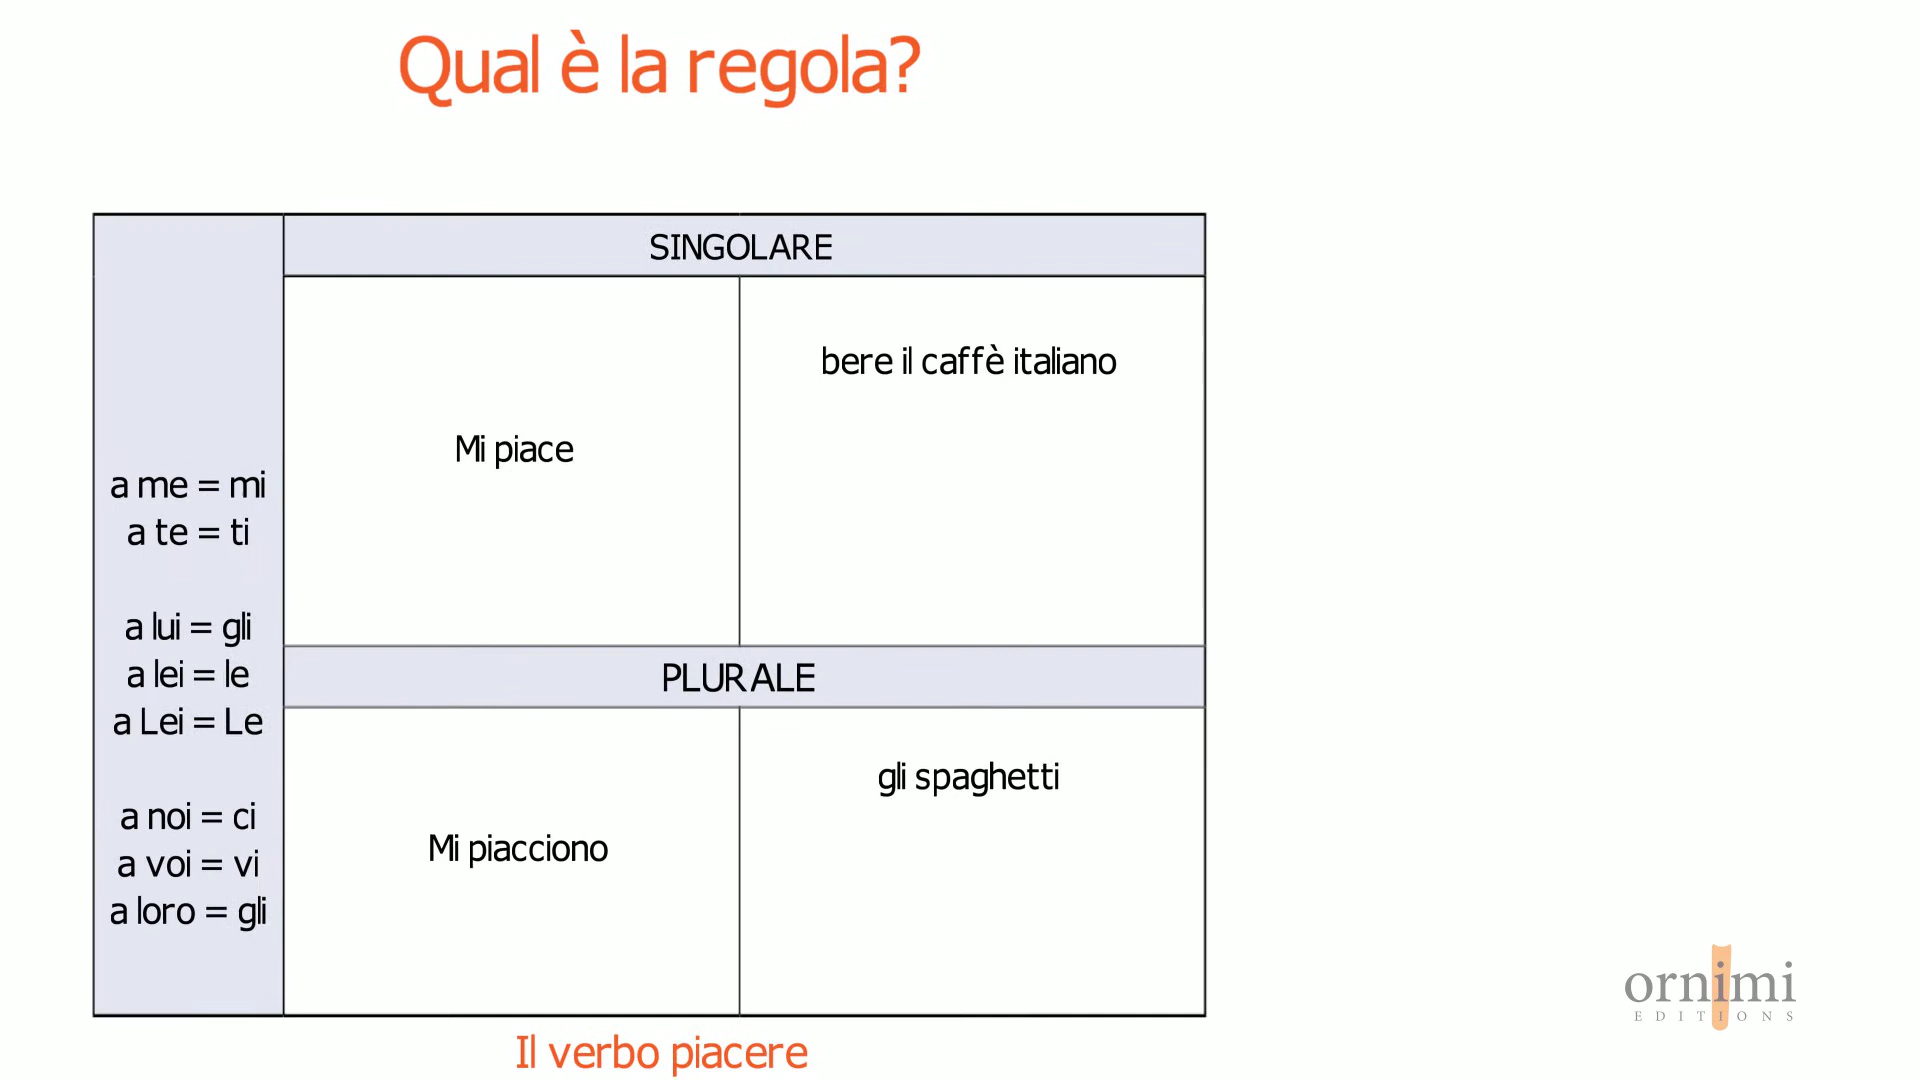 Qual è la regola?
SINGOLARE
Mi piace
bere il caffè italiano
a me = mi
a te = ti
a lui = gli
a lei = le
a Lei = Le
a noi = ci
a voi = vi
a loro = gli
PLURALE
Mi piacciono
gli spaghetti
Il verbo piacere
ornimi
EDITIONS